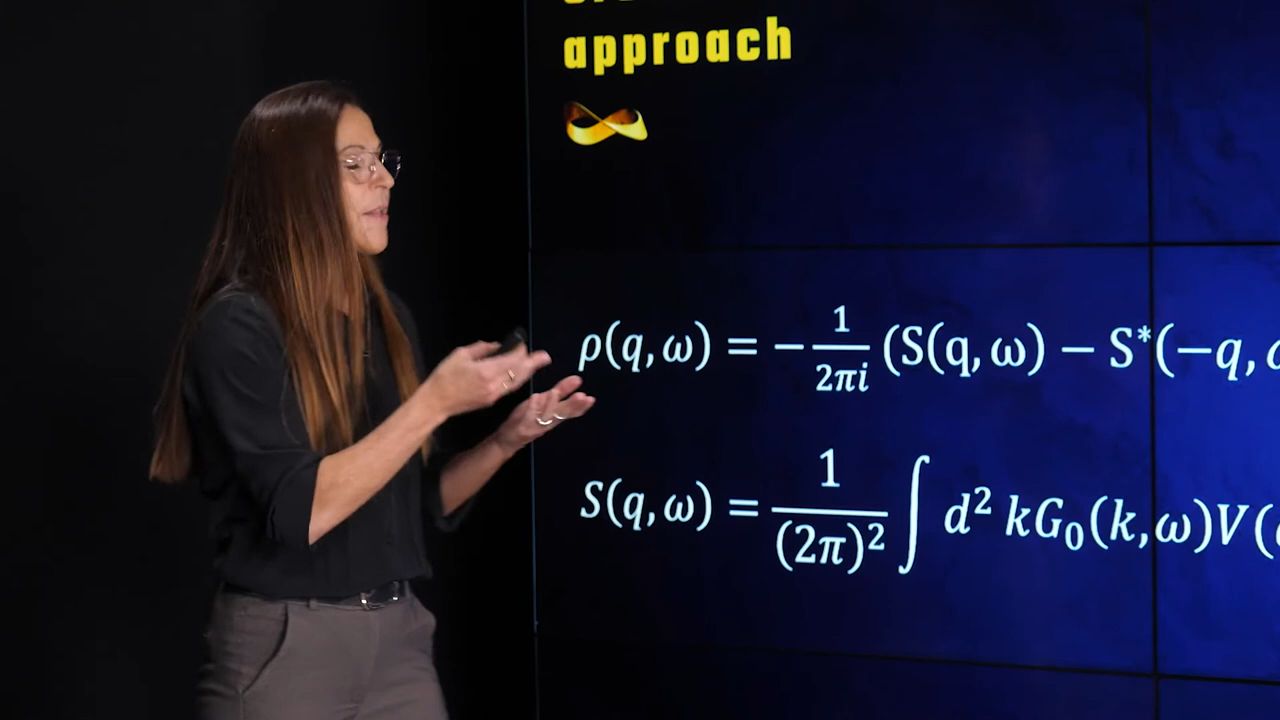 approach
ρ(q, ω) = − 1/2πi (S(q, ω) − S*(−q,
S(q, ω) = 1/(2π)² ∫ d² kG₀(k, ω)V(